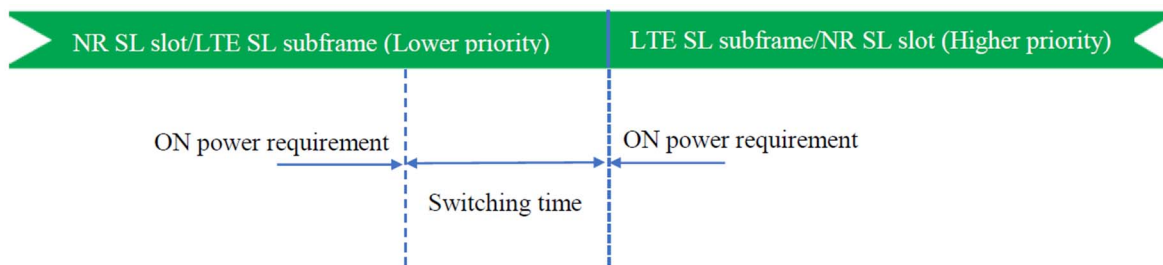 NR SL slot/LTE SL subframe (Lower priority)
LTE SL subframe/NR SL slot (Higher priority)
ON power requirement
ON power requirement
Switching time